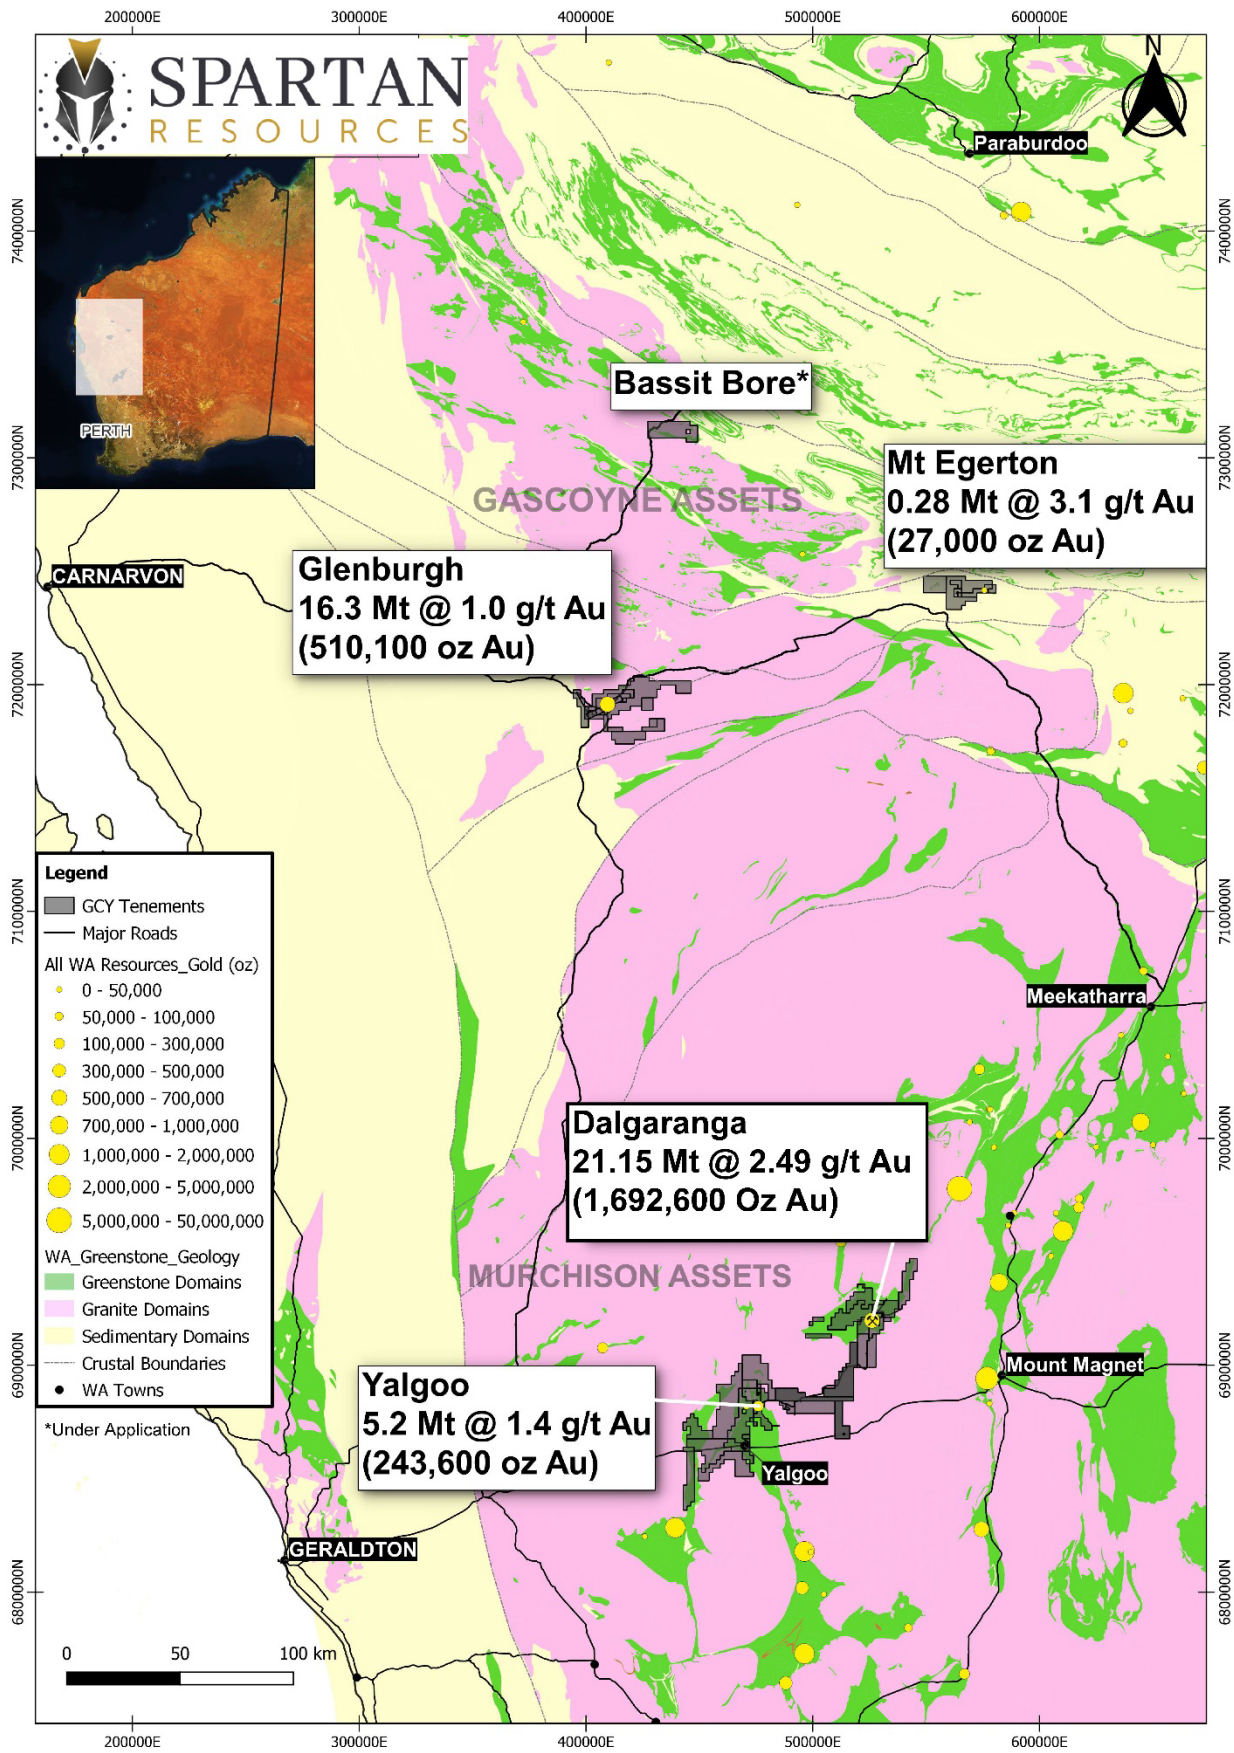 200000E 300000E 400000E 500000E 600000E
SPARTAN
RESOURCES
N
Paraburdoo
7400000N
7400000N
PERTH
Bassit Bore*
7300000N
7300000N
Mt Egerton
0.28 Mt @ 3.1 g/t Au
(27,000 oz Au)
GASCOYNE ASSETS
CARNARVON
Glenburgh
16.3 Mt @ 1.0 g/t Au
(510,100 oz Au)
7200000N
7200000N
Legend
GCY Tenements
Major Roads
All WA Resources_Gold (oz)
0 - 50,000
50,000 - 100,000
100,000 - 300,000
300,000 - 500,000
500,000 - 700,000
700,000 - 1,000,000
1,000,000 - 2,000,000
2,000,000 - 5,000,000
5,000,000 - 50,000,000
WA_Greenstone_Geology
Greenstone Domains
Granite Domains
Sedimentary Domains
Crustal Boundaries
WA Towns
*Under Application
7100000N
7100000N
Meekatharra
Dalgaranga
21.15 Mt @ 2.49 g/t Au
(1,692,600 Oz Au)
7000000N
7000000N
MURCHISON ASSETS
6900000N
6900000N
Mount Magnet
Yalgoo
5.2 Mt @ 1.4 g/t Au
(243,600 oz Au)
Yalgoo
GERALDTON
6800000N
6800000N
0 50 100 km
200000E 300000E 400000E 500000E 600000E